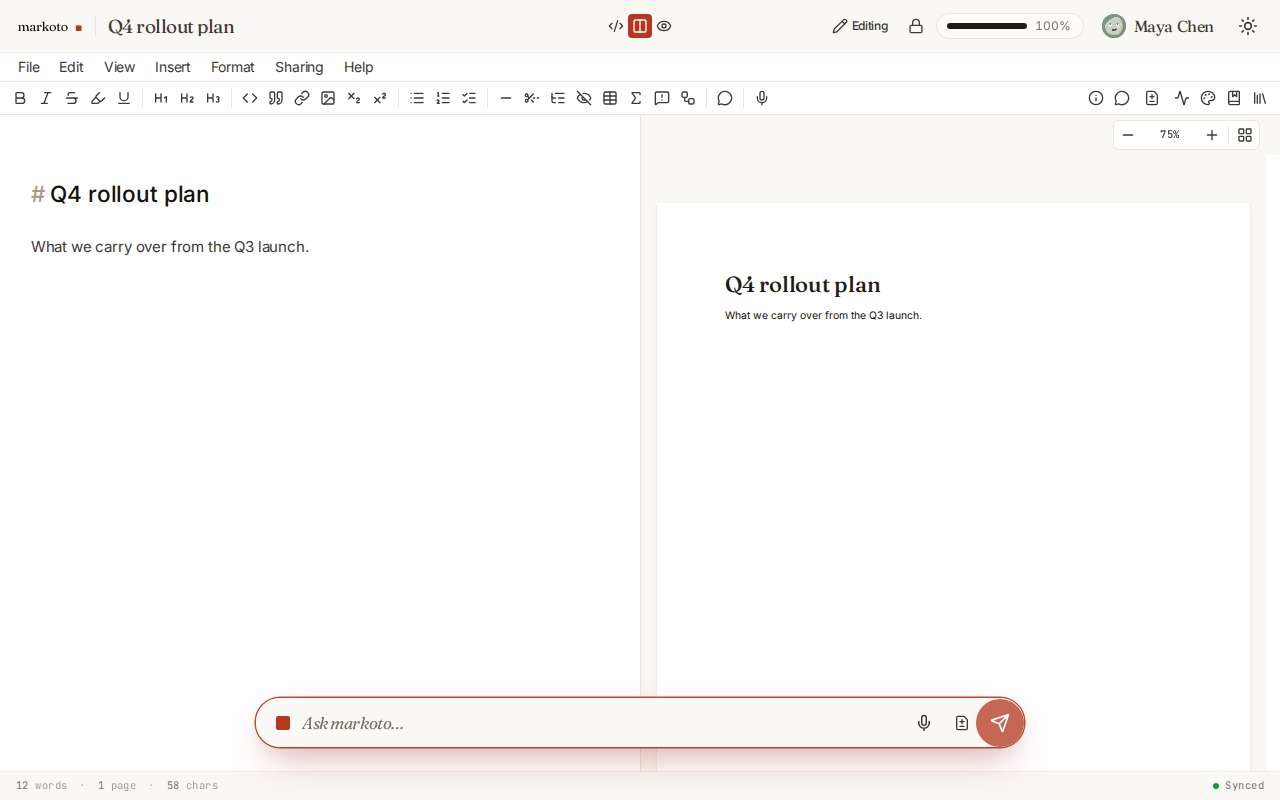 markoto
Q4 rollout plan
Editing
100%
Maya Chen
File Edit View Insert Format Sharing Help
H1 H2 H3
75%
# Q4 rollout plan
What we carry over from the Q3 launch.
Q4 rollout plan
What we carry over from the Q3 launch.
Ask markoto...
12 words · 1 page · 58 chars
Synced